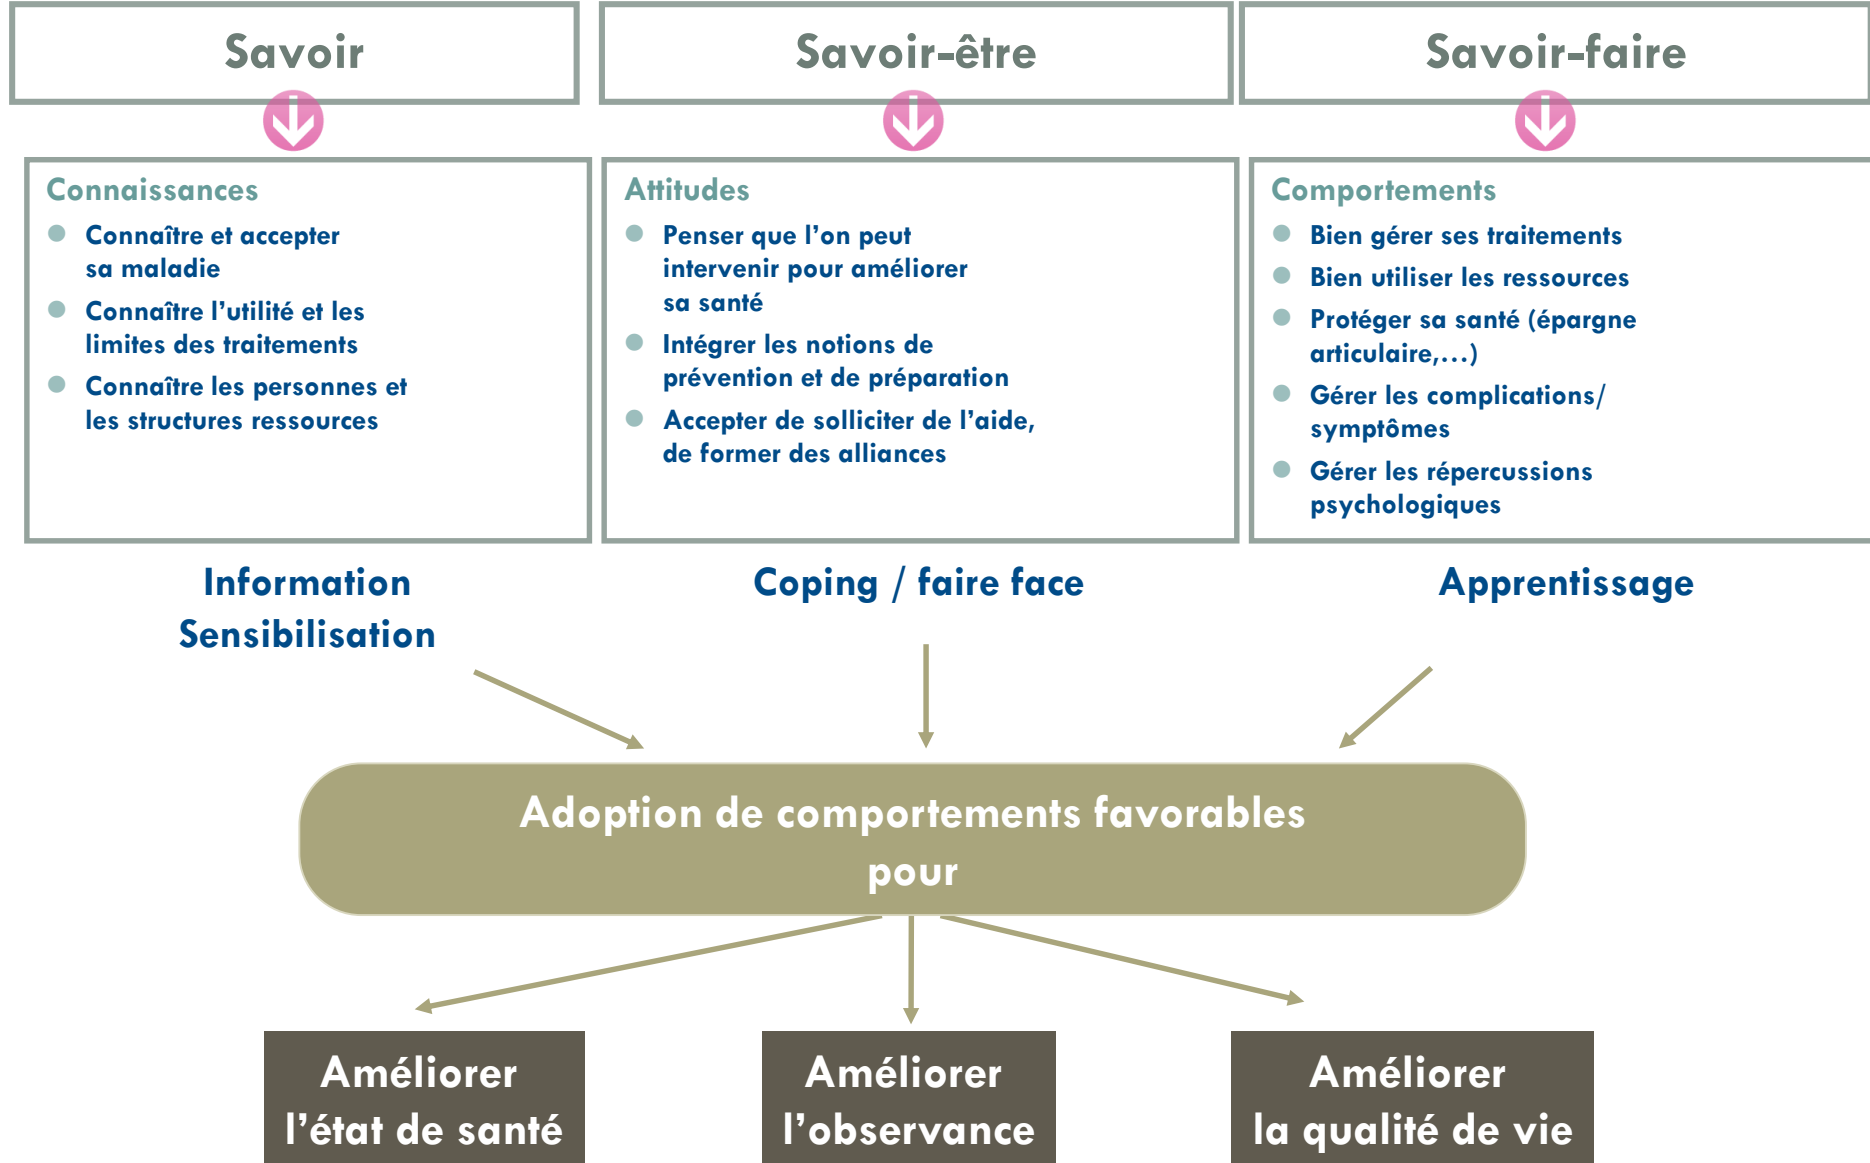 Savoir
Savoir-être
Savoir-faire
Connaissances
Connaître et accepter
sa maladie
Connaître l’utilité et les
limites des traitements
Connaître les personnes et
les structures ressources
Attitudes
Penser que l’on peut
intervenir pour améliorer
sa santé
Intégrer les notions de
prévention et de préparation
Accepter de solliciter de l’aide,
de former des alliances
Comportements
Bien gérer ses traitements
Bien utiliser les ressources
Protéger sa santé (épargne
articulaire,…)
Gérer les complications/
symptômes
Gérer les répercussions
psychologiques
Information
Sensibilisation
Coping / faire face
Apprentissage
Adoption de comportements favorables
pour
Améliorer
l’état de santé
Améliorer
l’observance
Améliorer
la qualité de vie